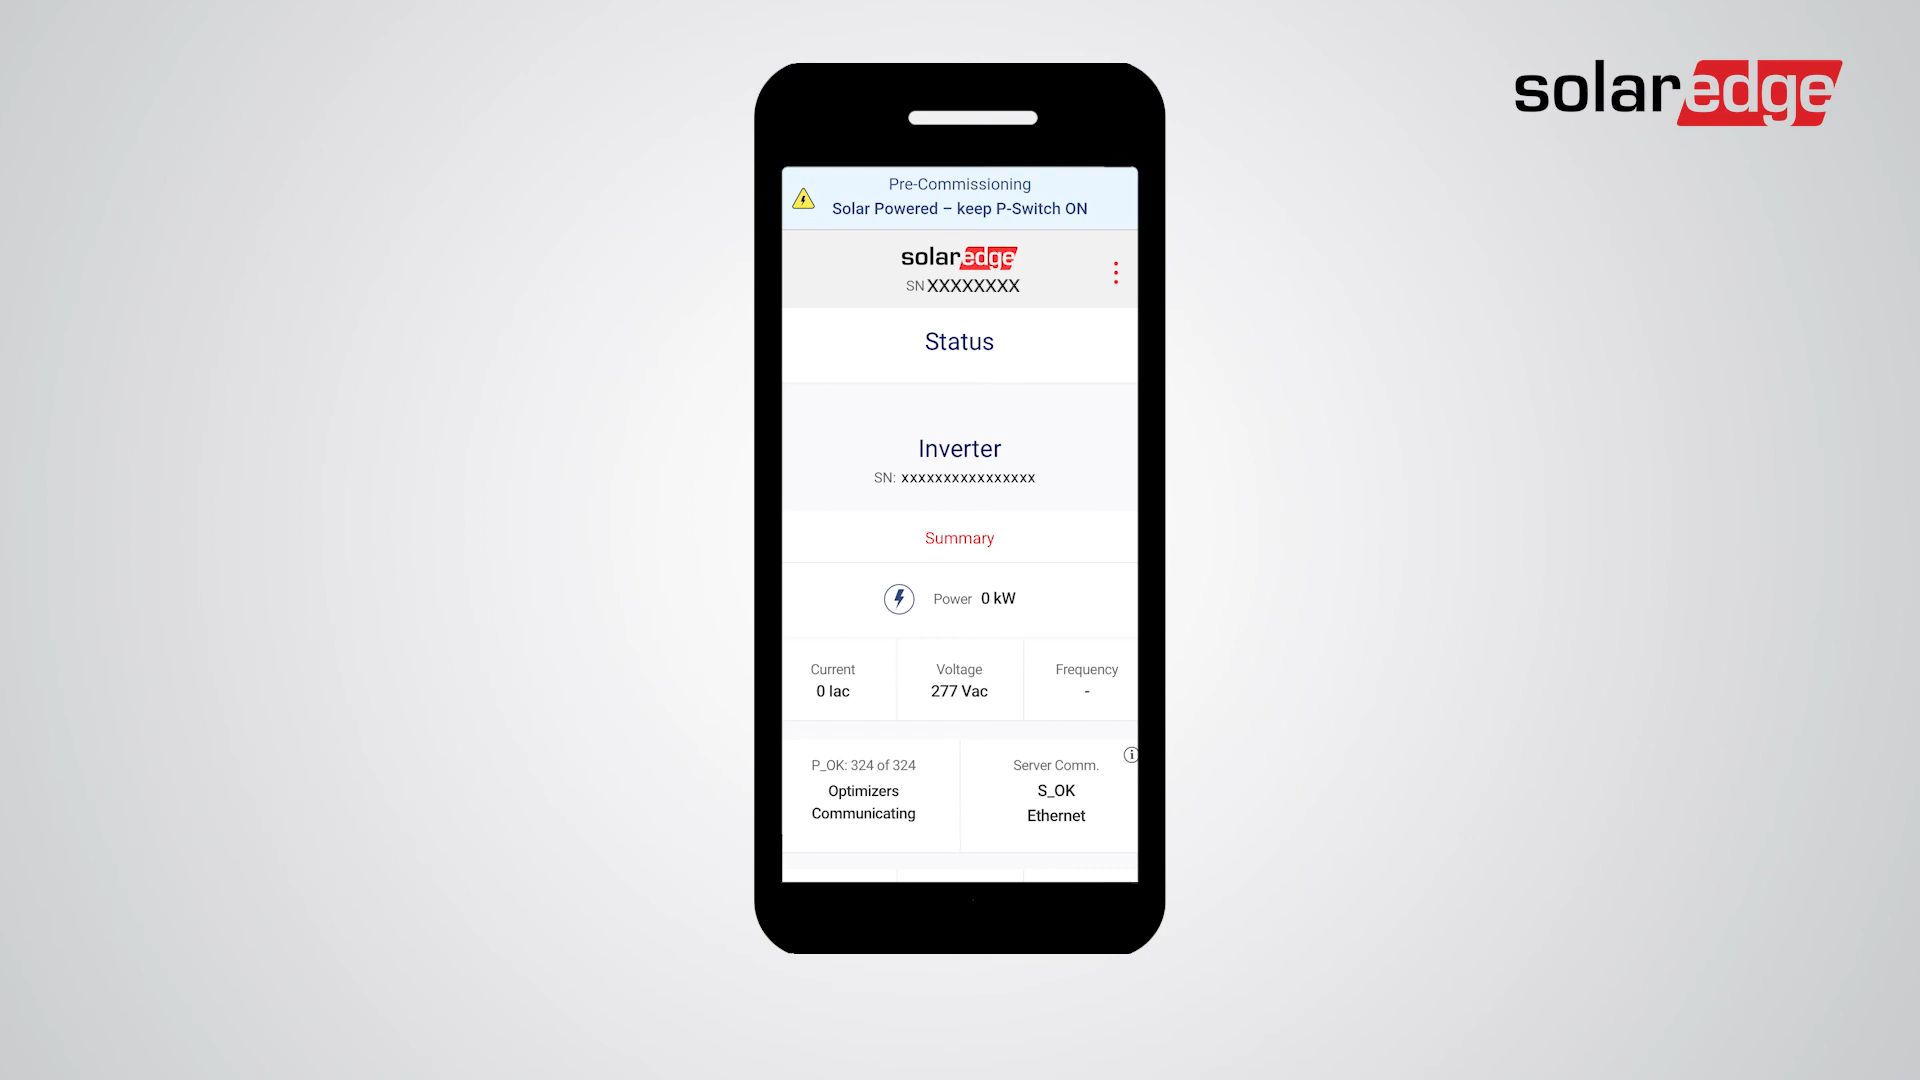 solaredge
Pre-Commissioning
Solar Powered – keep P-Switch ON
solaredge
SN XXXXXXXX
Status
Inverter
SN: xxxxxxxxxxxxxxxx
Summary
Power 0 kW
Current Voltage Frequency
0 Iac 277 Vac -
P_OK: 324 of 324
Optimizers
Communicating
Server Comm.
S_OK
Ethernet